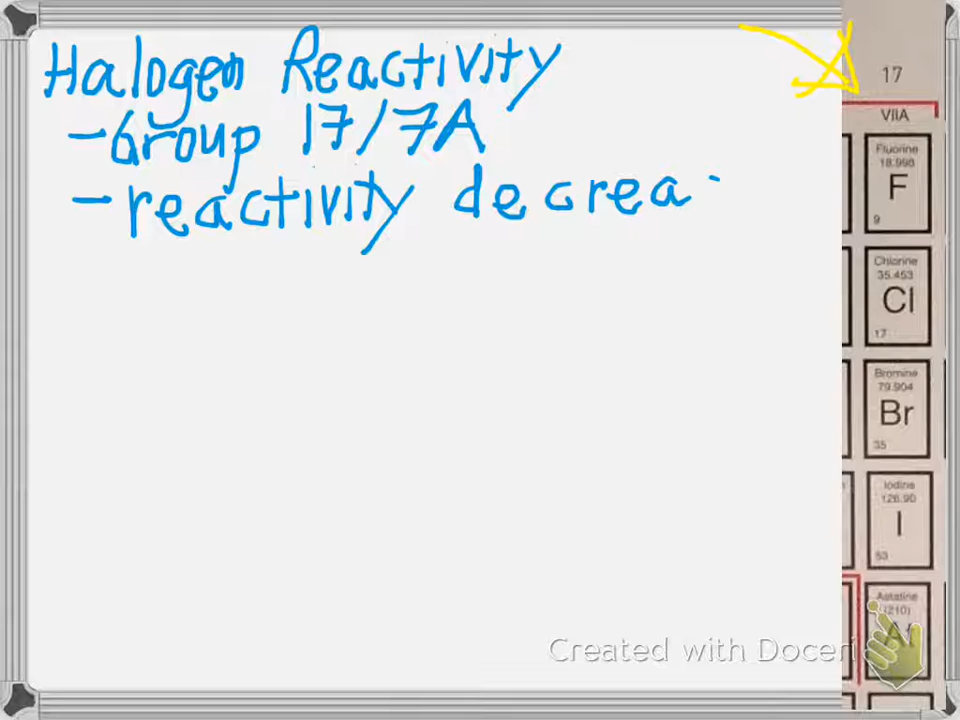 Halogen Reactivity
- Group 17/7A
- reactivity decrea
17
VIIA
Fluorine
18.998
F
9
Chlorine
35.453
Cl
17
Bromine
79.904
Br
35
Iodine
126.90
I
53
Astatine
(210)
At
Created with Doceri